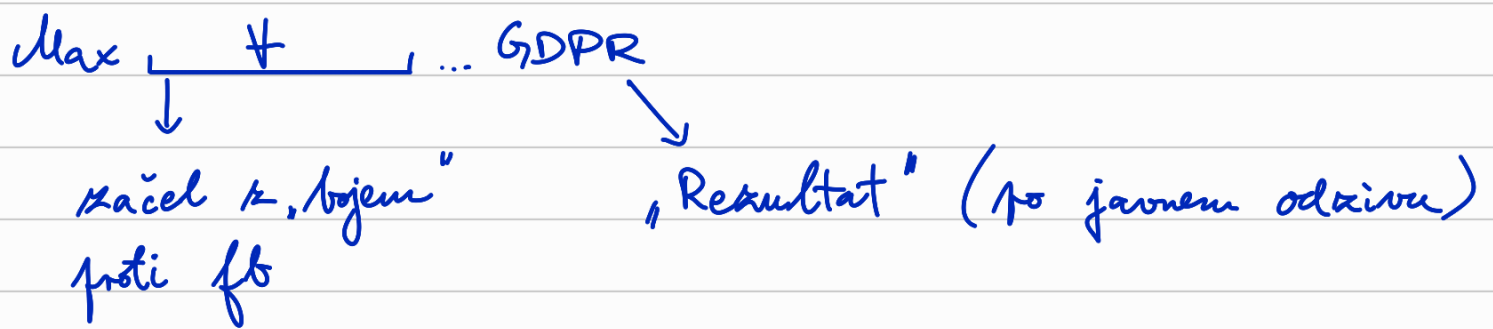 Max ... GDPR
začel z „bojem" „Rezultat" (po javnem odzivu)
proti fb